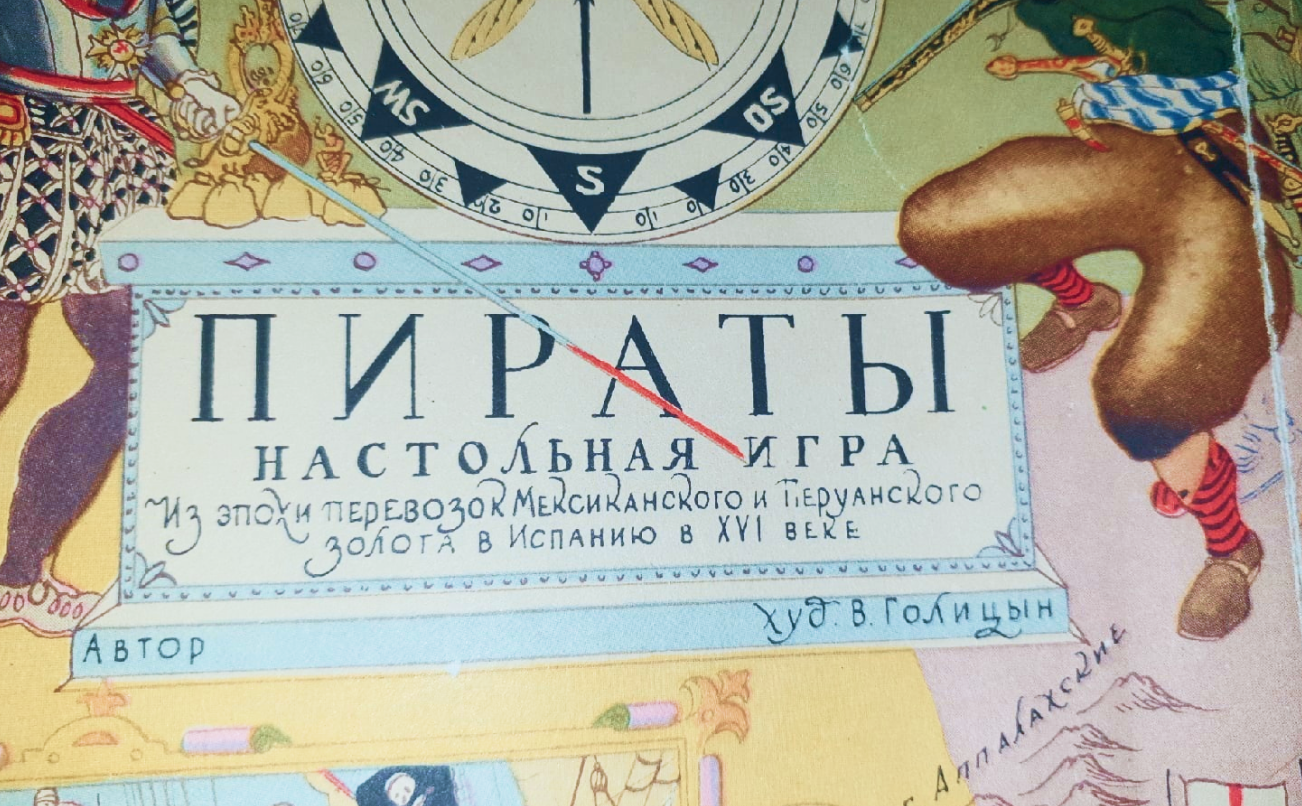 SW
SO
S
ПИРАТЫ
НАСТОЛЬНАЯ ИГРА
Из эпохи перевозок Мексиканского и Перуанского
золота в Испанию в XVI веке
Худ. В. Голицын
Автор
Аппалахские